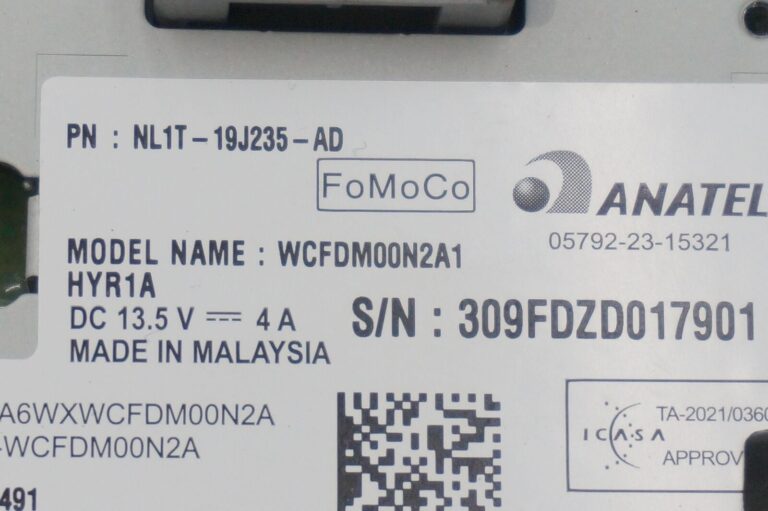 PN : NL1T-19J235-AD
FoMoCo
ANATEL
05792-23-15321
MODEL NAME : WCFDM00N2A1
HYR1A
DC 13.5 V ⎓ 4 A
S/N : 309FDZD017901
MADE IN MALAYSIA
A6WXWCFDM00N2A
-WCFDM00N2A
491
TA-2021/0360
ICASA
APPROV